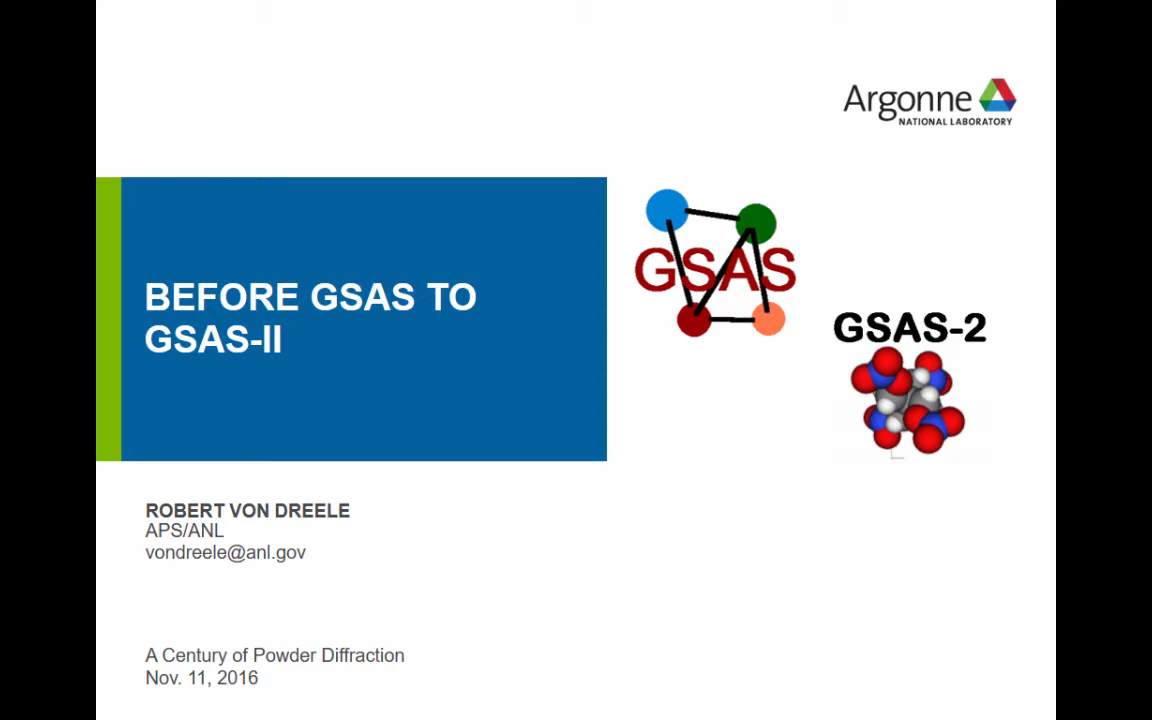 Argonne
NATIONAL LABORATORY
BEFORE GSAS TO
GSAS-II
GSAS
GSAS-2
ROBERT VON DREELE
APS/ANL
vondreele@anl.gov
A Century of Powder Diffraction
Nov. 11, 2016